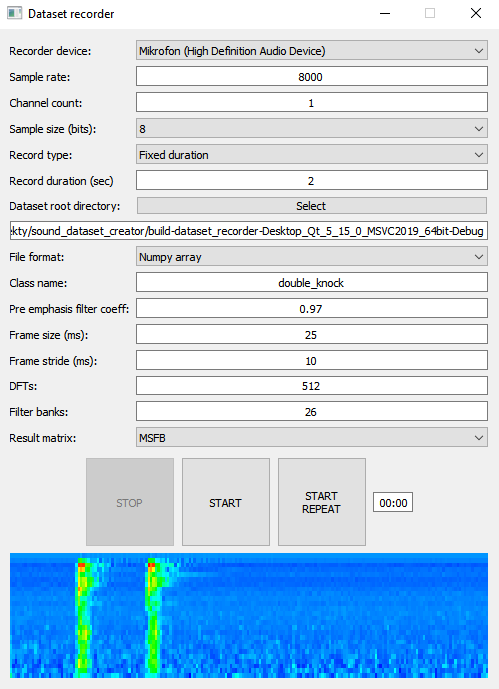 Dataset recorder
Recorder device: Mikrofon (High Definition Audio Device)
Sample rate: 8000
Channel count: 1
Sample size (bits): 8
Record type: Fixed duration
Record duration (sec) 2
Dataset root directory: Select
ekty/sound_dataset_creator/build-dataset_recorder-Desktop_Qt_5_15_0_MSVC2019_64bit-Debug
File format: Numpy array
Class name: double_knock
Pre emphasis filter coeff: 0.97
Frame size (ms): 25
Frame stride (ms): 10
DFTs: 512
Filter banks: 26
Result matrix: MSFB
STOP
START
START
REPEAT
00:00